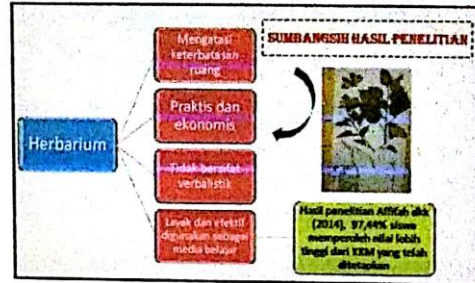 SUMBANGSIH HASIL PENELITIAN
Herbarium
Mengatasi
keterbatasan
ruang
Praktis dan
ekonomis
Tidak bersifat
verbalistik
Layak dan efektif
digunakan sebagai
media belajar
Hasil penelitian Affifah dkk
(2014), 97,44% siswa
memperoleh nilai lebih
tinggi dari KKM yang telah
ditetapkan